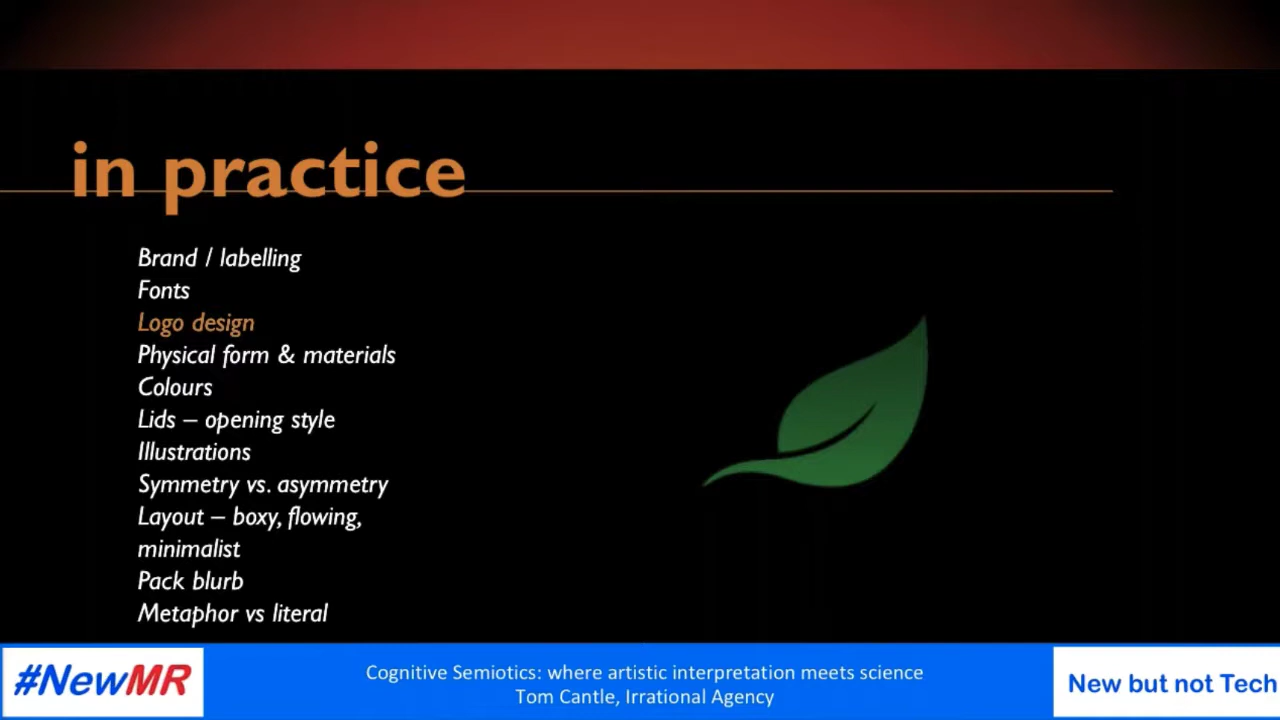 in practice
Brand / labelling
Fonts
Logo design
Physical form & materials
Colours
Lids – opening style
Illustrations
Symmetry vs. asymmetry
Layout – boxy, flowing,
minimalist
Pack blurb
Metaphor vs literal
#NewMR
Cognitive Semiotics: where artistic interpretation meets science
Tom Cantle, Irrational Agency
New but not Tech